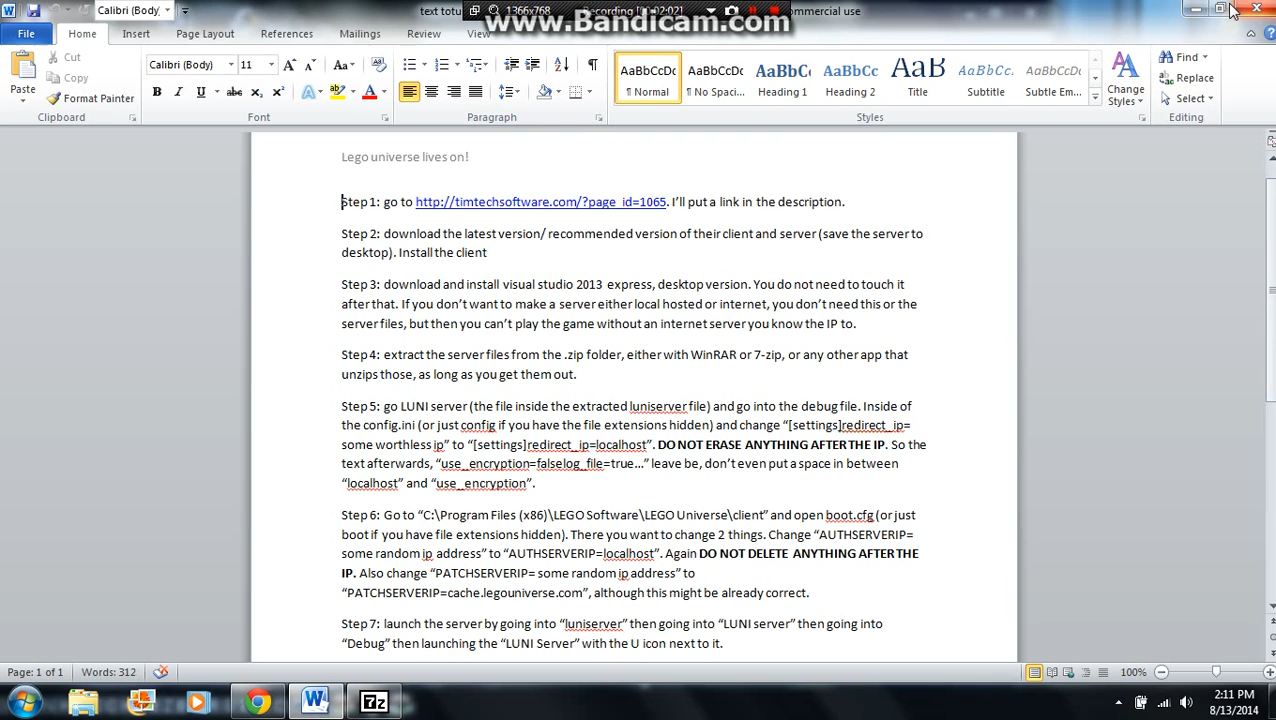 Calibri (Body)
text totu
1366x768
Recording [00:02:02]
commercial use
www.Bandicam.com
File
Home
Insert
Page Layout
References
Mailings
Review
View
Cut
Copy
Format Painter
Paste
Clipboard
Calibri (Body)
11
Font
Paragraph
AaBbCcDc
¶ Normal
AaBbCcDc
¶ No Spaci...
AaBbC
Heading 1
AaBbCc
Heading 2
AaB
Title
AaBbCc.
Subtitle
AaBbCcD
Subtle Em...
Styles
Change
Styles
Find
Replace
Select
Editing
Lego universe lives on!
Step 1: go to http://timtechsoftware.com/?page_id=1065. I'll put a link in the description.
Step 2: download the latest version/ recommended version of their client and server (save the server to
desktop). Install the client
Step 3: download and install visual studio 2013 express, desktop version. You do not need to touch it
after that. If you don't want to make a server either local hosted or internet, you don't need this or the
server files, but then you can't play the game without an internet server you know the IP to.
Step 4: extract the server files from the .zip folder, either with WinRAR or 7-zip, or any other app that
unzips those, as long as you get them out.
Step 5: go LUNI server (the file inside the extracted luniserver file) and go into the debug file. Inside of
the config.ini (or just config if you have the file extensions hidden) and change “[settings]redirect_ip=
some worthless ip” to “[settings]redirect_ip=localhost”. DO NOT ERASE ANYTHING AFTER THE IP. So the
text afterwards, “use_encryption=falselog_file=true…” leave be, don't even put a space in between
“localhost” and “use_encryption”.
Step 6: Go to “C:\Program Files (x86)\LEGO Software\LEGO Universe\client” and open boot.cfg (or just
boot if you have file extensions hidden). There you want to change 2 things. Change “AUTHSERVERIP=
some random ip address” to “AUTHSERVERIP=localhost”. Again DO NOT DELETE ANYTHING AFTER THE
IP. Also change “PATCHSERVERIP= some random ip address” to
“PATCHSERVERIP=cache.legouniverse.com”, although this might be already correct.
Step 7: launch the server by going into “luniserver” then going into “LUNI server” then going into
“Debug” then launching the “LUNI Server” with the U icon next to it.
Page: 1 of 1
Words: 312
100%
2:11 PM
8/13/2014